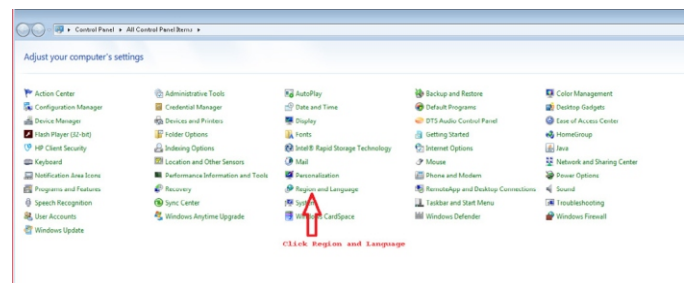 Control Panel ▸ All Control Panel Items ▸
Adjust your computer's settings
Action Center Administrative Tools AutoPlay Backup and Restore Color Management
Configuration Manager Credential Manager Date and Time Default Programs Desktop Gadgets
Device Manager Devices and Printers Display DTS Audio Control Panel Ease of Access Center
Flash Player (32-bit) Folder Options Fonts Getting Started HomeGroup
HP Client Security Indexing Options Intel® Rapid Storage Technology Internet Options Java
Keyboard Location and Other Sensors Mail Mouse Network and Sharing Center
Notification Area Icons Performance Information and Tools Personalization Phone and Modem Power Options
Programs and Features Recovery Region and Language RemoteApp and Desktop Connections Sound
Speech Recognition Sync Center System Taskbar and Start Menu Troubleshooting
User Accounts Windows Anytime Upgrade Windows CardSpace Windows Defender Windows Firewall
Windows Update
Click Region and Language